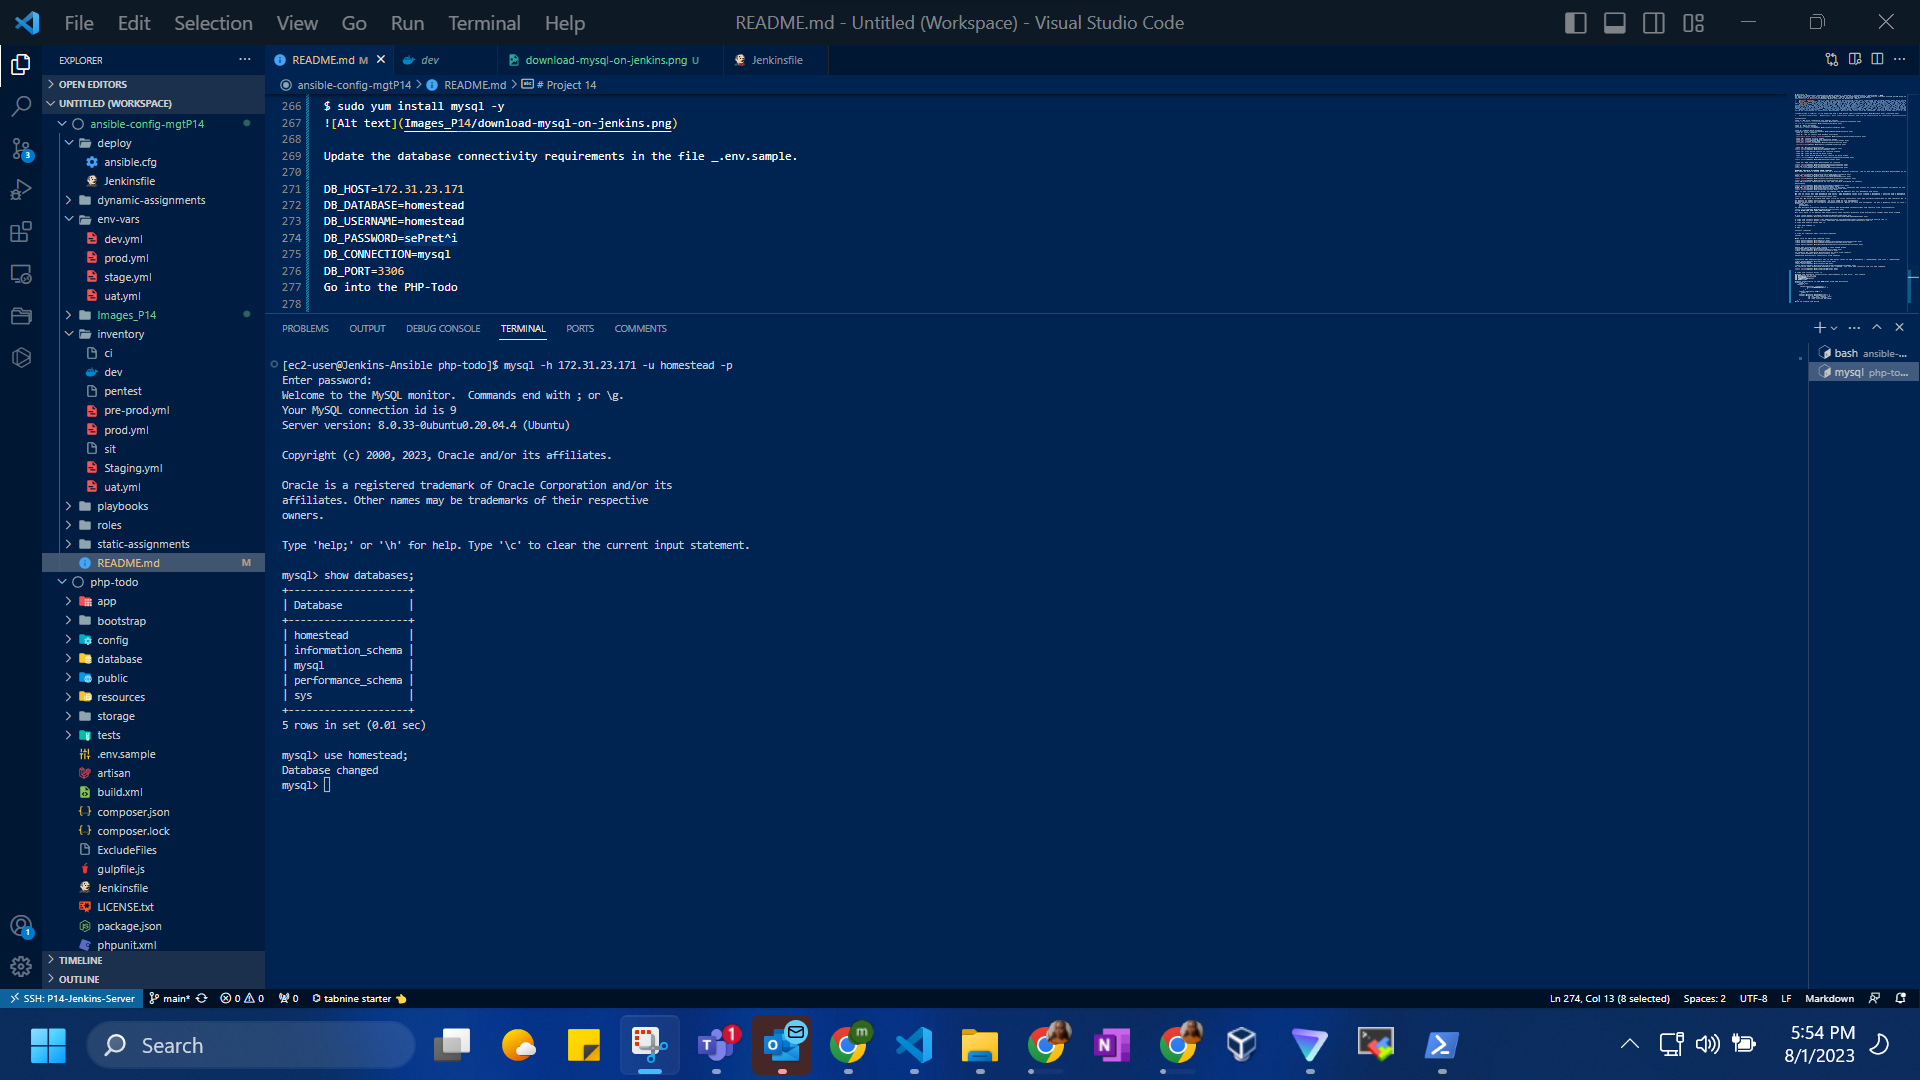 File Edit Selection View Go Run Terminal Help
README.md - Untitled (Workspace) - Visual Studio Code
EXPLORER
OPEN EDITORS
UNTITLED (WORKSPACE)
ansible-config-mgtP14
deploy
ansible.cfg
Jenkinsfile
dynamic-assignments
env-vars
dev.yml
prod.yml
stage.yml
uat.yml
Images_P14
inventory
ci
dev
pentest
pre-prod.yml
prod.yml
sit
Staging.yml
uat.yml
playbooks
roles
static-assignments
README.md M
php-todo
app
bootstrap
config
database
public
resources
storage
tests
.env.sample
artisan
build.xml
composer.json
composer.lock
ExcludeFiles
gulpfile.js
Jenkinsfile
LICENSE.txt
package.json
phpunit.xml
TIMELINE
OUTLINE
README.md M dev download-mysql-on-jenkins.png U Jenkinsfile
ansible-config-mgtP14 > README.md > # Project 14
266 $ sudo yum install mysql -y
267 ![Alt text](Images_P14/download-mysql-on-jenkins.png)
268
269 Update the database connectivity requirements in the file _.env.sample.
270
271 DB_HOST=172.31.23.171
272 DB_DATABASE=homestead
273 DB_USERNAME=homestead
274 DB_PASSWORD=sePret^i
275 DB_CONNECTION=mysql
276 DB_PORT=3306
277 Go into the PHP-Todo
278
PROBLEMS OUTPUT DEBUG CONSOLE TERMINAL PORTS COMMENTS
[ec2-user@Jenkins-Ansible php-todo]$ mysql -h 172.31.23.171 -u homestead -p
Enter password:
Welcome to the MySQL monitor.  Commands end with ; or \g.
Your MySQL connection id is 9
Server version: 8.0.33-0ubuntu0.20.04.4 (Ubuntu)
Copyright (c) 2000, 2023, Oracle and/or its affiliates.
Oracle is a registered trademark of Oracle Corporation and/or its
affiliates. Other names may be trademarks of their respective
owners.
Type 'help;' or '\h' for help. Type '\c' to clear the current input statement.
mysql> show databases;
+--------------------+
| Database           |
+--------------------+
| homestead          |
| information_schema |
| mysql              |
| performance_schema |
| sys                |
+--------------------+
5 rows in set (0.01 sec)
mysql> use homestead;
Database changed
mysql>
bash ansible-...
mysql php-to...
3
1
SSH: P14-Jenkins-Server main* 0 0 0 tabnine starter
Ln 274, Col 13 (8 selected) Spaces: 2 UTF-8 LF Markdown
Search
1
m
5:54 PM
8/1/2023